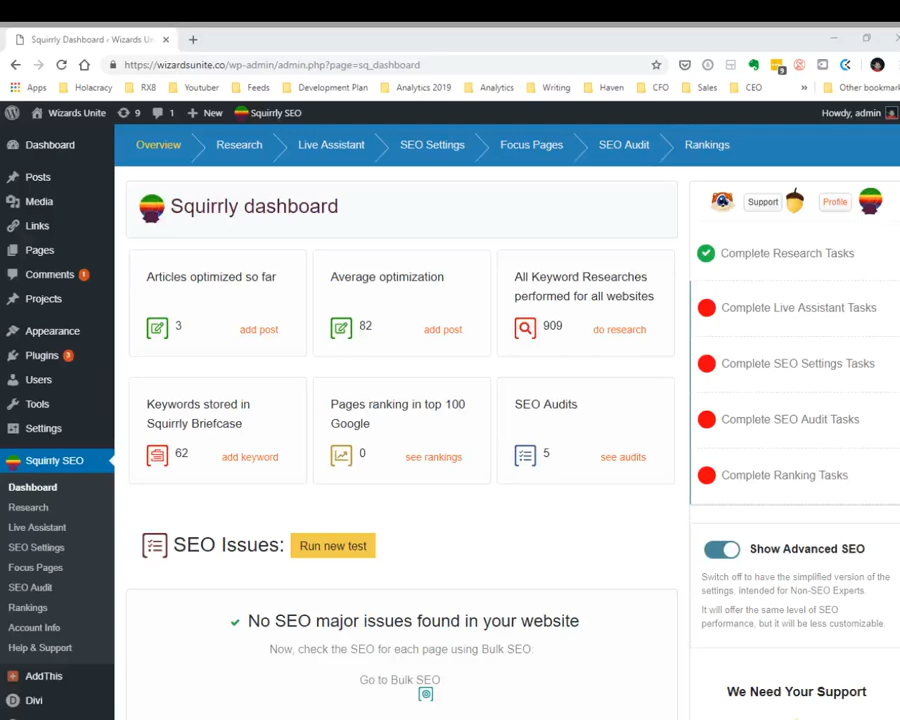 Squirrly Dashboard ‹ Wizards Un
https://wizardsunite.co/wp-admin/admin.php?page=sq_dashboard
Apps
Holacracy
RX8
Youtuber
Feeds
Development Plan
Analytics 2019
Analytics
Writing
Haven
CFO
Sales
CEO
»
Other bookmark
Wizards Unite
9
1
New
Squirrly SEO
Howdy, admin
Dashboard
Posts
Media
Links
Pages
Comments 1
Projects
Appearance
Plugins 3
Users
Tools
Settings
Squirrly SEO
Dashboard
Research
Live Assistant
SEO Settings
Focus Pages
SEO Audit
Rankings
Account Info
Help & Support
AddThis
Divi
Overview
Research
Live Assistant
SEO Settings
Focus Pages
SEO Audit
Rankings
Squirrly dashboard
Articles optimized so far
3
add post
Average optimization
82
add post
All Keyword Researches
performed for all websites
909
do research
Keywords stored in
Squirrly Briefcase
62
add keyword
Pages ranking in top 100
Google
0
see rankings
SEO Audits
5
see audits
SEO Issues:
Run new test
No SEO major issues found in your website
Now, check the SEO for each page using Bulk SEO:
Go to Bulk SEO
Support
Profile
Complete Research Tasks
Complete Live Assistant Tasks
Complete SEO Settings Tasks
Complete SEO Audit Tasks
Complete Ranking Tasks
Show Advanced SEO
Switch off to have the simplified version of the
settings. intended for Non-SEO Experts.
It will offer the same level of SEO
performance, but it will be less customizable.
We Need Your Support